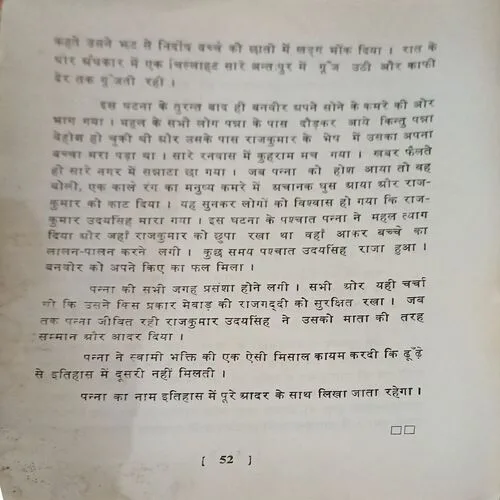 कहते उसने झट से निर्दोष बच्चे की छाती में खड्ग भोंक दिया । रात के
घोर अंधकार में एक चिल्लाहट सारे अन्तःपुर में गूँज उठी और काफी
देर तक गूंजती रही ।
इस घटना के तुरन्त बाद ही बनवीर अपने सोने के कमरे की ओर
भाग गया । महल के सभी लोग पन्ना के पास दौड़कर आये किन्तु पन्ना
बेहोश हो चुकी थी और उसके पास राजकुमार के भेष में उसका अपना
बच्चा मरा पड़ा था । सारे रनवास में कुहराम मच गया । खबर फैलते
ही सारे नगर में सन्नाटा छा गया । जब पन्ना को होश आया तो वह
बोली, एक काले रंग का मनुष्य कमरे में अचानक घुस आया और राज-
कुमार को काट दिया । यह सुनकर लोगों को विश्वास हो गया कि राज-
कुमार उदयसिंह मारा गया । इस घटना के पश्चात पन्ना ने महल त्याग
दिया और जहाँ राजकुमार को छुपा रखा था वहाँ आकर बच्चे का
लालन-पालन करने लगी । कुछ समय पश्चात उदयसिंह राजा हुआ ।
बनवीर को अपने किए का फल मिला ।
पन्ना की सभी जगह प्रसंशा होने लगी । सभी ओर यही चर्चा
थी कि उसने किस प्रकार मेवाड़ की राजगद्दी को सुरक्षित रखा । जब
तक पन्ना जीवित रही राजकुमार उदयसिंह ने उसको माता की तरह
सम्मान और आदर दिया ।
पन्ना ने स्वामी भक्ति की एक ऐसी मिसाल कायम करदी कि ढूँढ़े
से इतिहास में दूसरी नहीं मिलती ।
पन्ना का नाम इतिहास में पूरे आदर के साथ लिखा जाता रहेगा ।
[ 52 ]